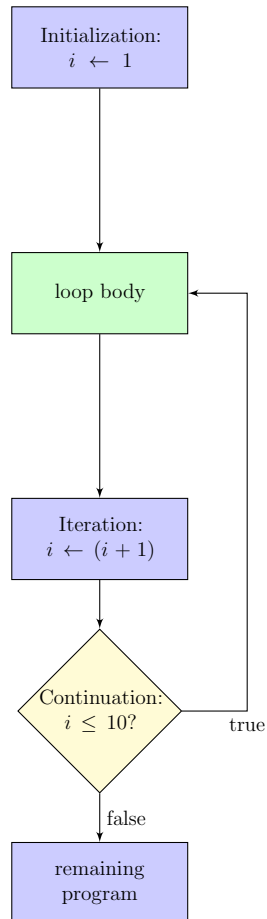 Initialization:
i ← 1
loop body
Iteration:
i ← (i + 1)
Continuation:
i ≤ 10?
true
false
remaining
program